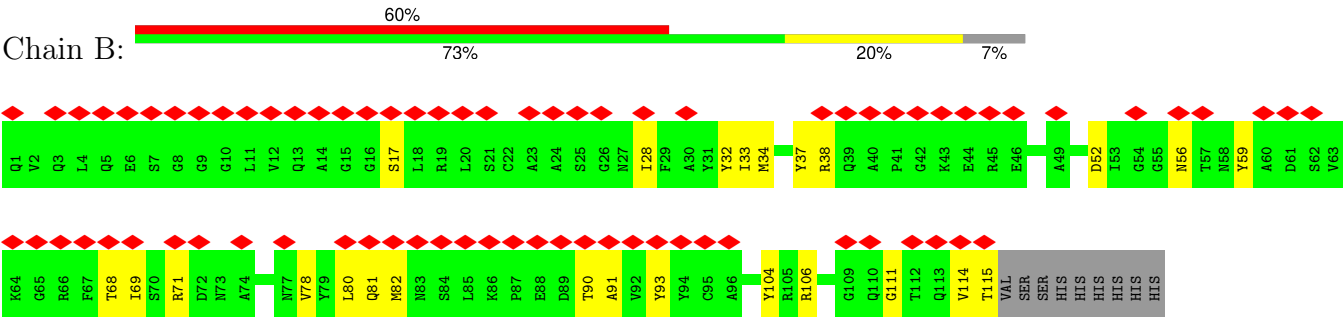 60%
Chain B:
73% 20% 7%
Q1 V2 Q3 L4 Q5 E6 S7 G8 G9 G10 L11 V12 Q13 A14 G15 G16 S17 L18 R19 L20 S21 C22 A23 A24 S25 G26 N27 I28 F29 A30 Y31 Y32 I33 M34 Y37 R38 Q39 A40 P41 G42 K43 E44 R45 E46 A49 D52 I53 G54 G55 N56 T57 N58 Y59 A60 D61 S62 V63
K64 G65 R66 F67 T68 I69 S70 R71 D72 N73 A74 N77 V78 Y79 L80 Q81 M82 N83 S84 L85 K86 P87 E88 D89 T90 A91 V92 Y93 Y94 C95 A96 Y104 R105 R106 G109 Q110 G111 T112 Q113 V114 T115 VAL SER SER HIS HIS HIS HIS HIS HIS